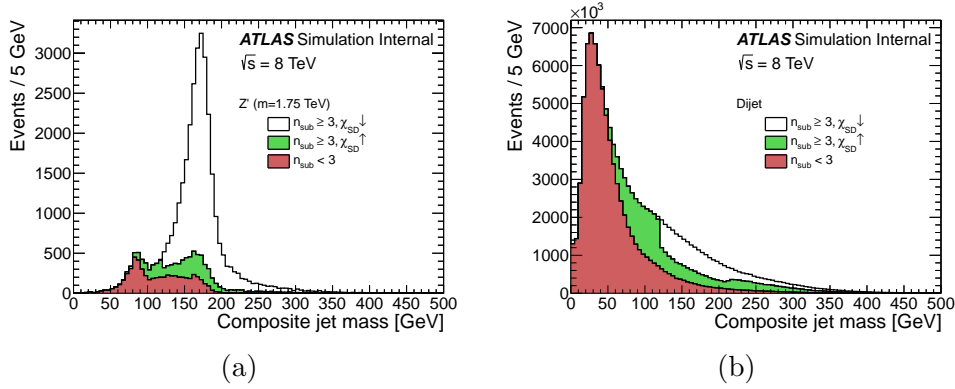 ATLAS Simulation Internal
√s = 8 TeV
Z' (m=1.75 TeV)
n_sub ≥ 3, χ_SD↓
n_sub ≥ 3, χ_SD↑
n_sub < 3
Events / 5 GeV
3000
2500
2000
1500
1000
500
0
0 50 100 150 200 250 300 350 400 450 500
Composite jet mass [GeV]
(a)
×10³
ATLAS Simulation Internal
√s = 8 TeV
Dijet
n_sub ≥ 3, χ_SD↓
n_sub ≥ 3, χ_SD↑
n_sub < 3
Events / 5 GeV
7000
6000
5000
4000
3000
2000
1000
0
0 50 100 150 200 250 300 350 400 450 500
Composite jet mass [GeV]
(b)